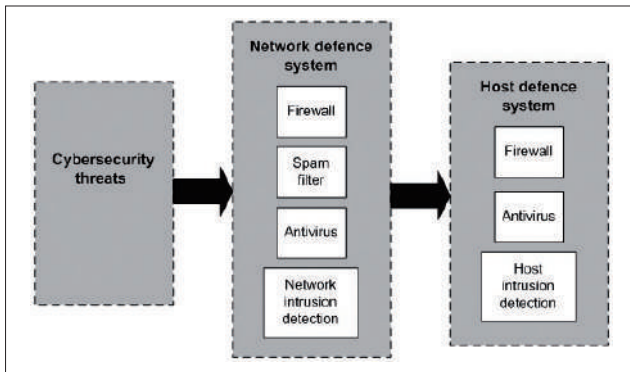 Cybersecurity
threats
Network defence
system
Firewall
Spam
filter
Antivirus
Network
intrusion
detection
Host defence
system
Firewall
Antivirus
Host
intrusion
detection